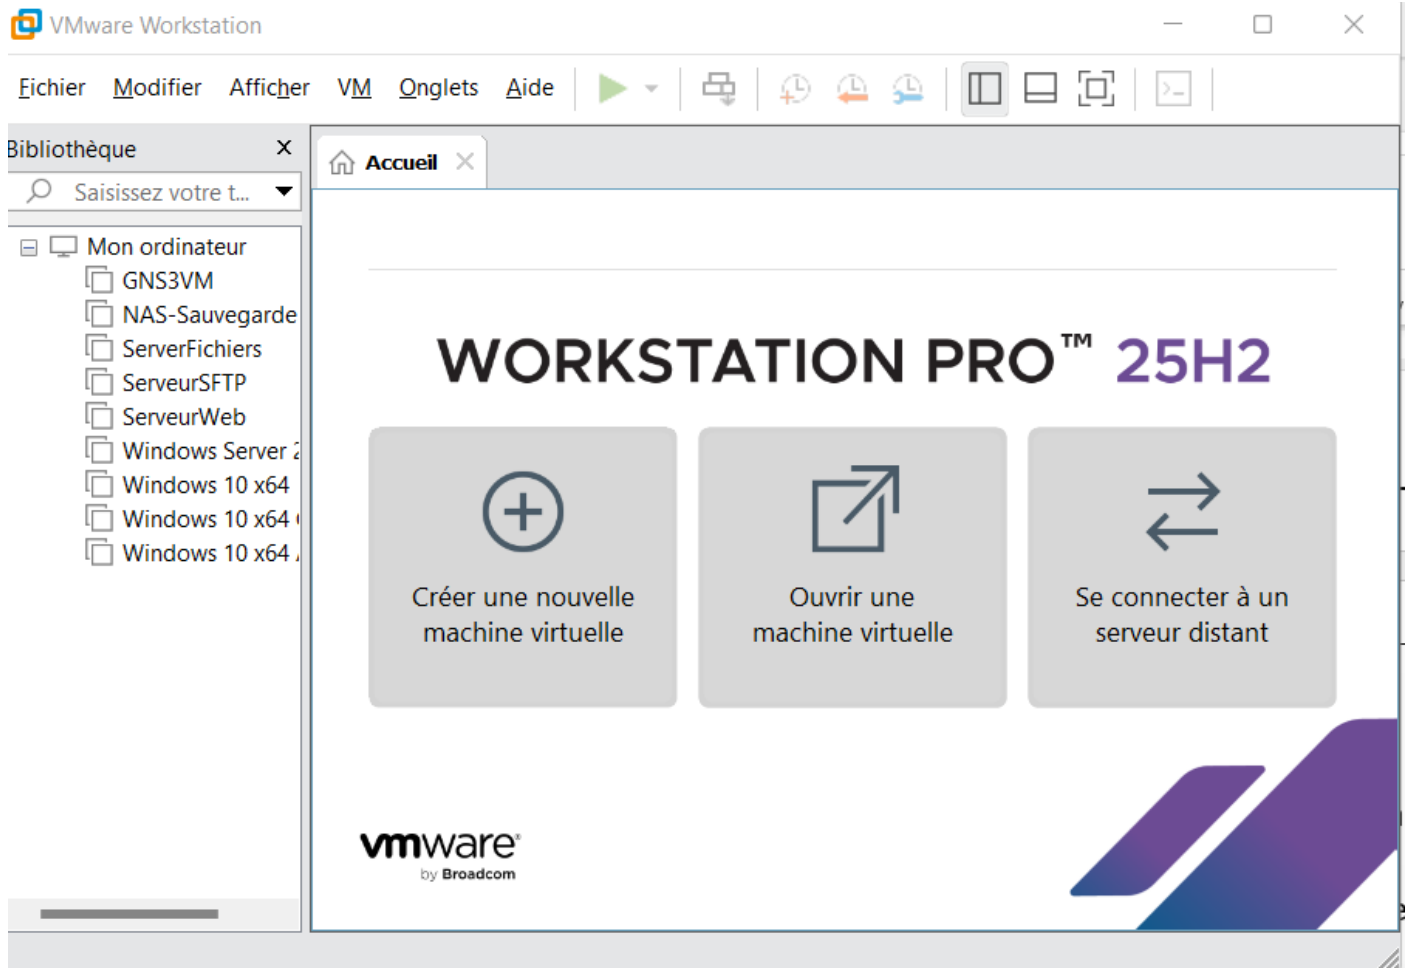 VMware Workstation
Fichier Modifier Afficher VM Onglets Aide
Bibliothèque X
Accueil
Saisissez votre t...
Mon ordinateur
GNS3VM
NAS-Sauvegarde
ServerFichiers
ServeurSFTP
ServeurWeb
Windows Server
Windows 10 x64
Windows 10 x64
Windows 10 x64
WORKSTATION PRO™ 25H2
Créer une nouvelle
machine virtuelle
Ouvrir une
machine virtuelle
Se connecter à un
serveur distant
vmware®
by Broadcom